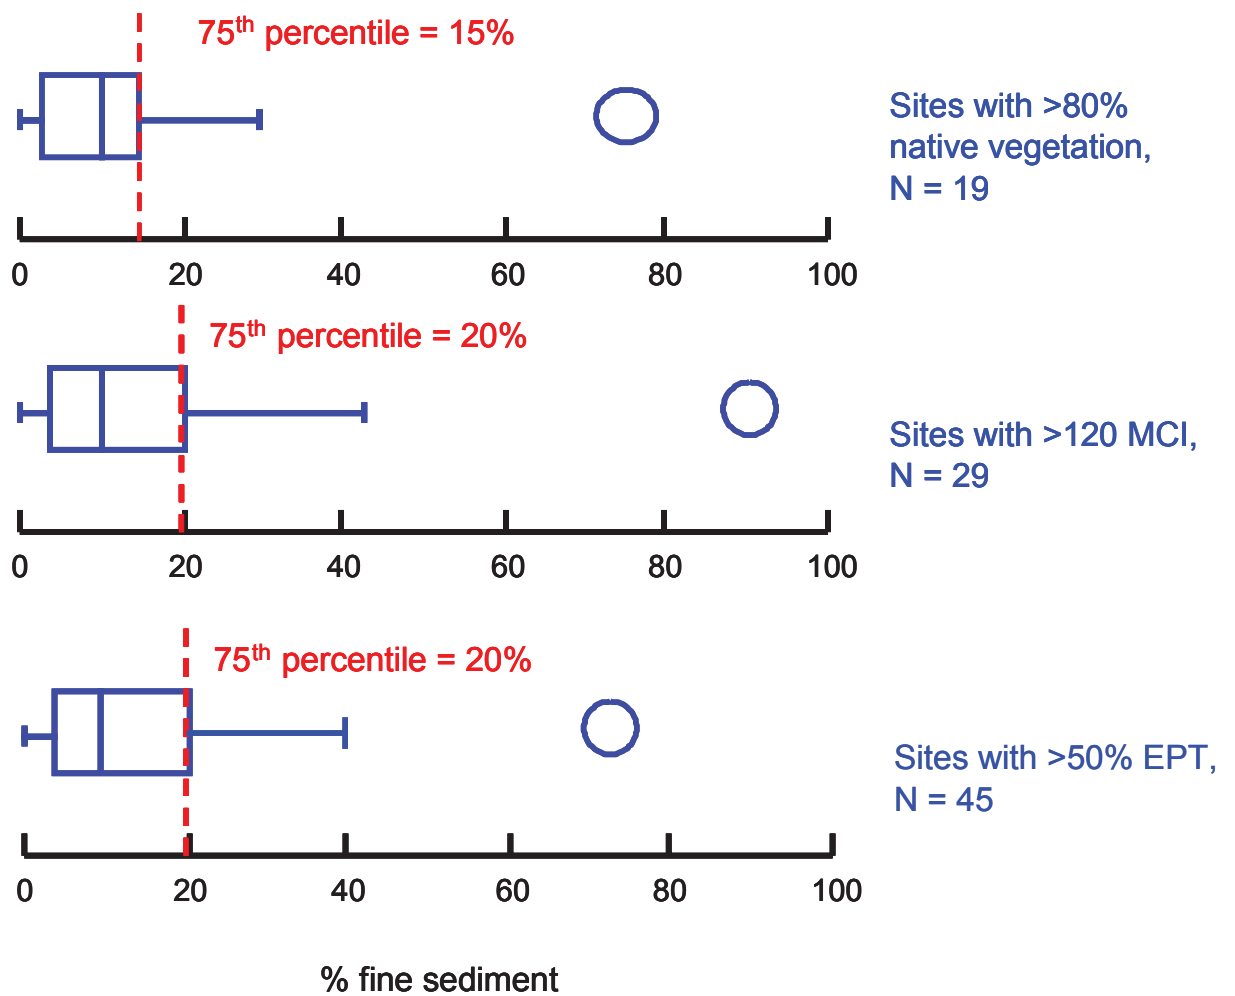 75th percentile = 15%
Sites with >80%
native vegetation,
N = 19
0 20 40 60 80 100
75th percentile = 20%
Sites with >120 MCI,
N = 29
0 20 40 60 80 100
75th percentile = 20%
Sites with >50% EPT,
N = 45
0 20 40 60 80 100
% fine sediment